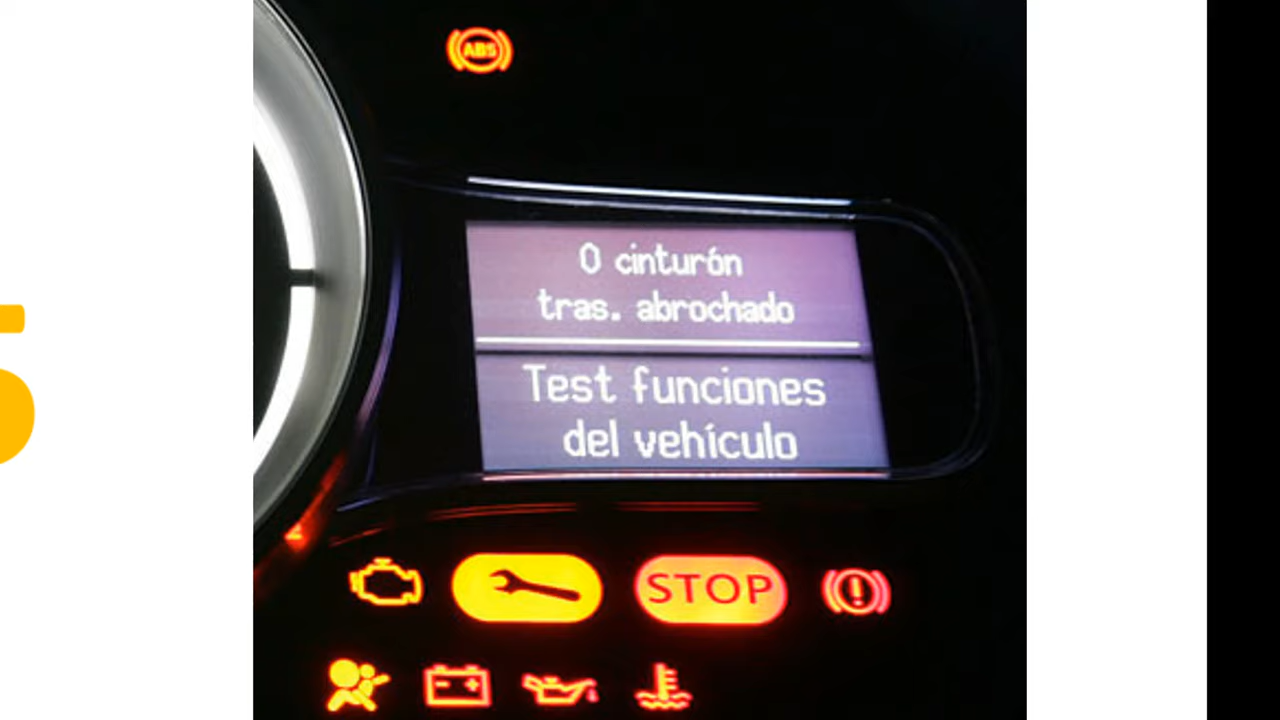 ABS
0 cinturón
tras. abrochado
Test funciones
del vehículo
STOP